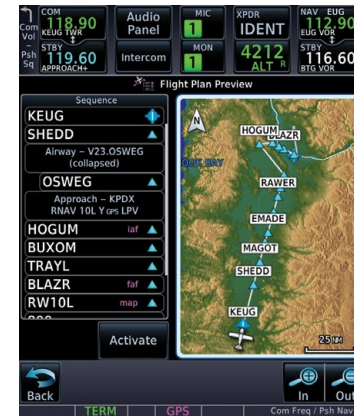 COM
118.90
KEUG TWR
Com
Vol
Psh
Sq
STBY
119.60
APPROACH+
Audio
Panel
Intercom
MIC
1
MON
1
XPDR
IDENT
4212
ALT R
NAV EUG
112.90
EUG VOR
STBY
116.60
BTG VOR
Flight Plan Preview
Sequence
KEUG
SHEDD
Airway – V23.OSWEG
(collapsed)
OSWEG
Approach – KPDX
RNAV 10L Y GPS LPV
HOGUM iaf
BUXOM
TRAYL
BLAZR faf
RW10L map
Activate
N
HOGUM
BLAZR
RAWER
EMADE
MAGOT
SHEDD
KEUG
25 NM
Back
In
Out
TERM
GPS
Com Freq / Psh Nav